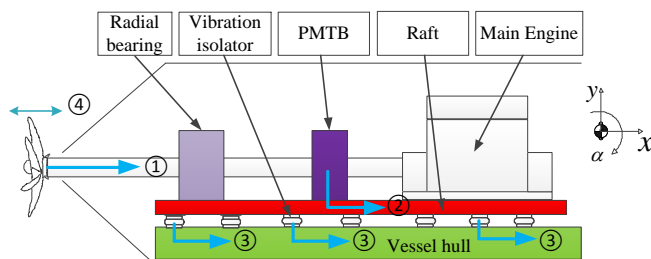 Radial
bearing
Vibration
isolator
PMTB
Raft
Main Engine
④
y
x
α
①
②
③
③
③
Vessel hull